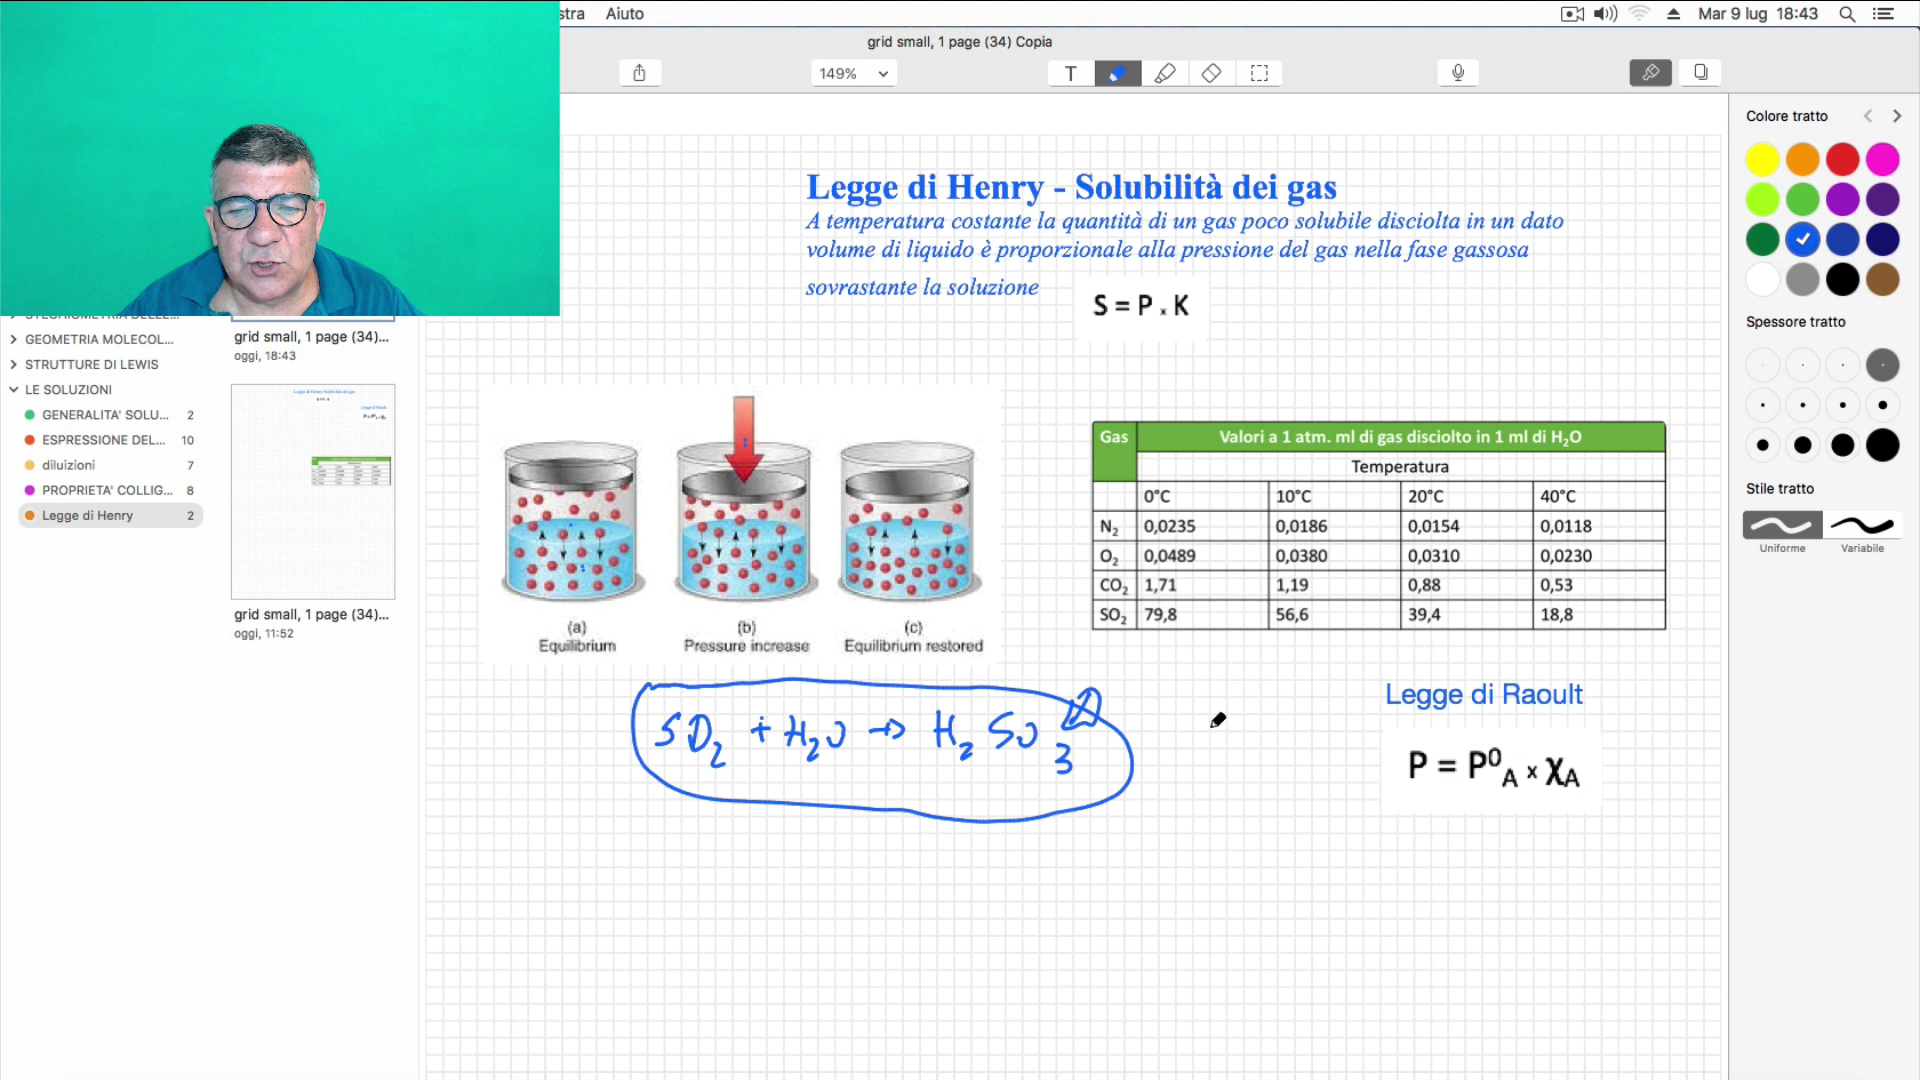 stra Aiuto
Mar 9 lug 18:43
grid small, 1 page (34) Copia
149%
T
Legge di Henry - Solubilità dei gas
A temperatura costante la quantità di un gas poco solubile disciolta in un dato
volume di liquido è proporzionale alla pressione del gas nella fase gassosa
sovrastante la soluzione
S = P x K
GEOMETRIA MOLECOL...
STRUTTURE DI LEWIS
LE SOLUZIONI
GENERALITA' SOLU... 2
ESPRESSIONE DEL... 10
diluizioni 7
PROPRIETA' COLLIG... 8
Legge di Henry 2
grid small, 1 page (34)...
oggi, 18:43
grid small, 1 page (34)...
oggi, 11:52
(a)
Equilibrium
(b)
Pressure increase
(c)
Equilibrium restored
Gas Valori a 1 atm. ml di gas disciolto in 1 ml di H₂O
Temperatura
0°C 10°C 20°C 40°C
N₂ 0,0235 0,0186 0,0154 0,0118
O₂ 0,0489 0,0380 0,0310 0,0230
CO₂ 1,71 1,19 0,88 0,53
SO₂ 79,8 56,6 39,4 18,8
SO₂ + H₂O → H₂SO₃
Legge di Raoult
P = P⁰A x χA
Colore tratto
Spessore tratto
Stile tratto
Uniforme Variabile